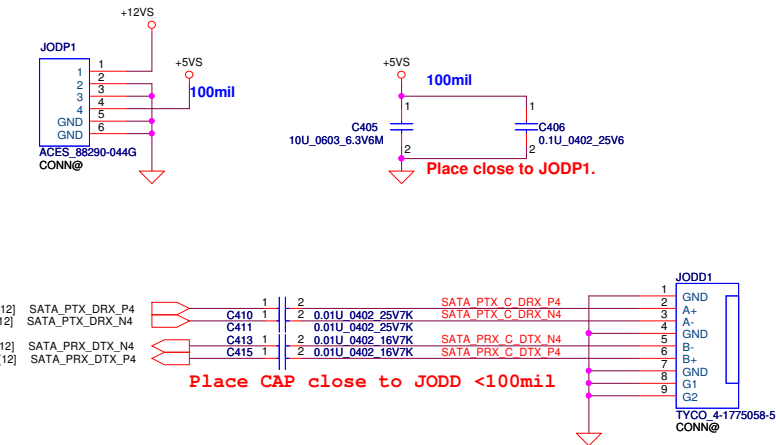 +12VS
JODP1
+5VS
+5VS
1
1
2
2
3
3
4
4
GND
5
GND
6
100mil
100mil
1
1
C405
C406
10U_0603_6.3V6M
0.1U_0402_25V6
2
2
ACES_88290-044G
CONN@
Place close to JODP1.
JODD1
12] SATA_PTX_DRX_P4
1 2
SATA_PTX_C_DRX_P4
C410 1 2 0.01U_0402_25V7K
12] SATA_PTX_DRX_N4
SATA_PTX_C_DRX_N4
C411 0.01U_0402_25V7K
12] SATA_PRX_DTX_N4
C413 1 2 0.01U_0402_16V7K
SATA_PRX_C_DTX_N4
12] SATA_PRX_DTX_P4
C415 1 2 0.01U_0402_16V7K
SATA_PRX_C_DTX_P4
1 GND
2 A+
3 A-
4 GND
5 B-
6 B+
7 GND
8 G1
9 G2
Place CAP close to JODD <100mil
TYCO_4-1775058-5
CONN@